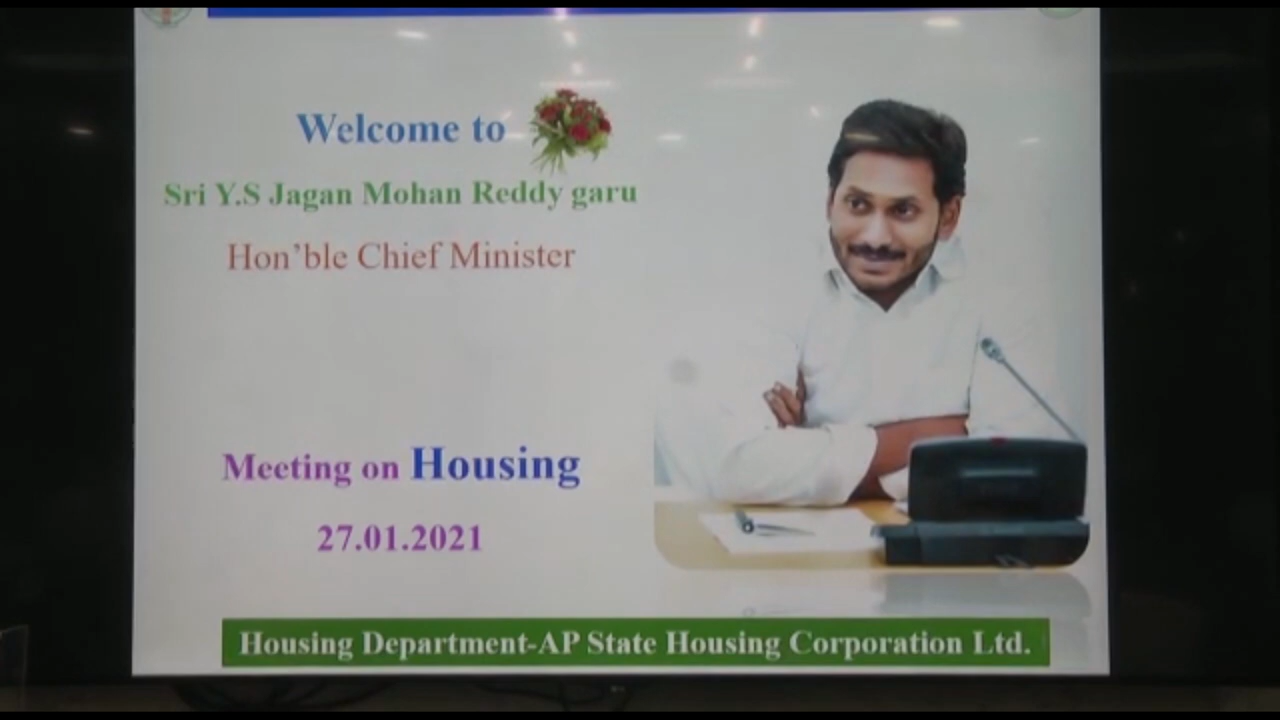 Welcome to
Sri Y.S Jagan Mohan Reddy garu
Hon’ble Chief Minister
Meeting on Housing
27.01.2021
Housing Department-AP State Housing Corporation Ltd.